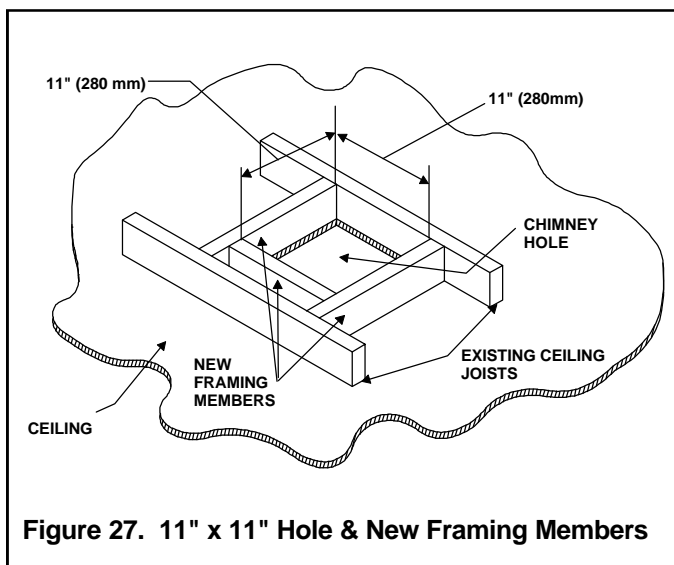 11" (280 mm)
11" (280mm)
CHIMNEY
HOLE
NEW
FRAMING
MEMBERS
EXISTING CEILING
JOISTS
CEILING
Figure 27. 11" x 11" Hole & New Framing Members